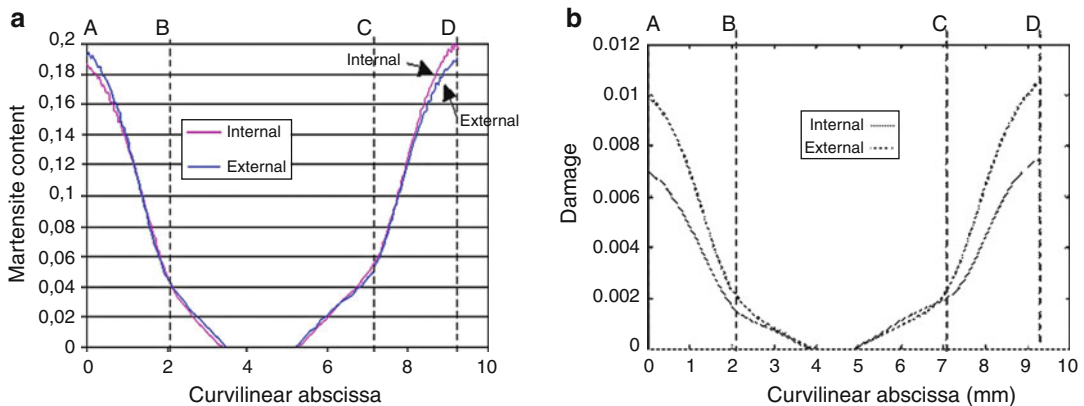 a
A B C D
Martensite content
0,2
0,18
0,16
0,14
0,12
0,1
0,08
0,06
0,04
0,02
0
Internal
External
Internal
External
0 2 4 6 8 10
Curvilinear abscissa
b
A B C D
Damage
0.012
0.01
0.008
0.006
0.004
0.002
0
Internal
External
0 1 2 3 4 5 6 7 8 9 10
Curvilinear abscissa (mm)